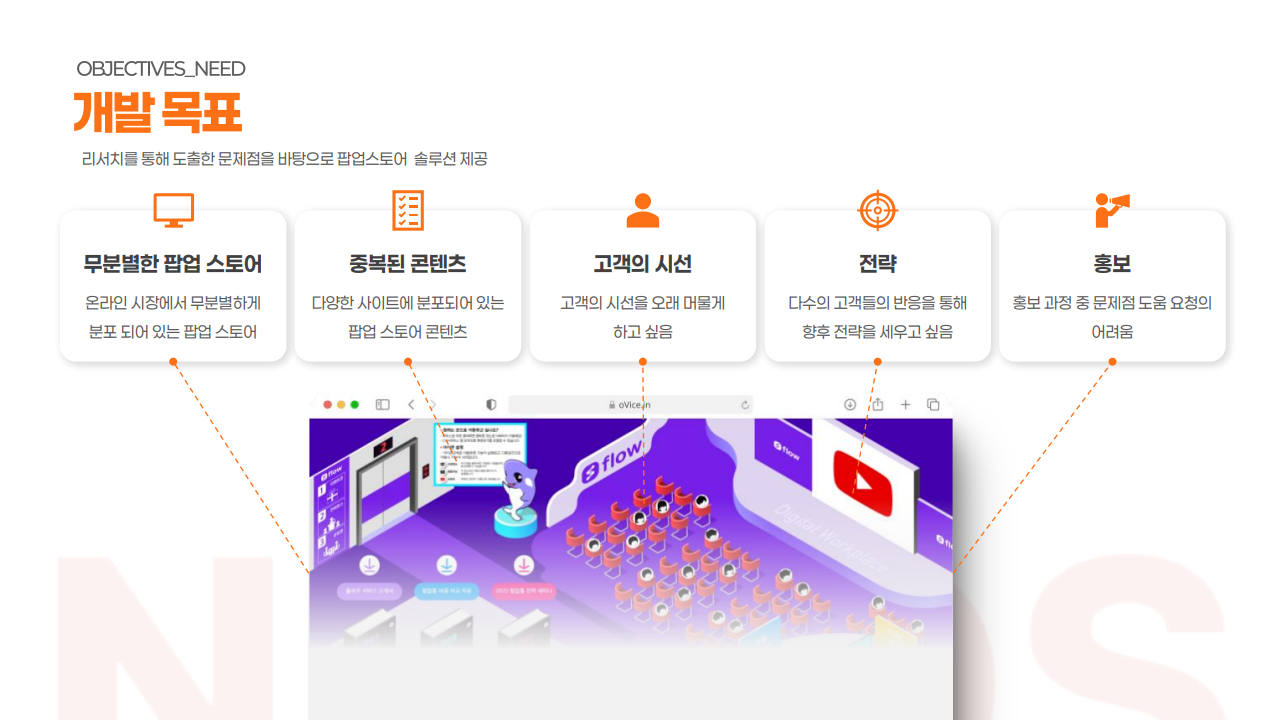 OBJECTIVES_NEED
개발 목표
리서치를 통해 도출한 문제점을 바탕으로 팝업스토어 솔루션 제공
무분별한 팝업 스토어
온라인 시장에서 무분별하게
분포 되어 있는 팝업 스토어
중복된 콘텐츠
다양한 사이트에 분포되어 있는
팝업 스토어 콘텐츠
고객의 시선
고객의 시선을 오래 머물게
하고 싶음
전략
다수의 고객들의 반응을 통해
향후 전략을 세우고 싶음
홍보
홍보 과정 중 문제점 도움 요청의
어려움
oVice.in
flow
2
flow
flow
1
2
3
Digital Workplace